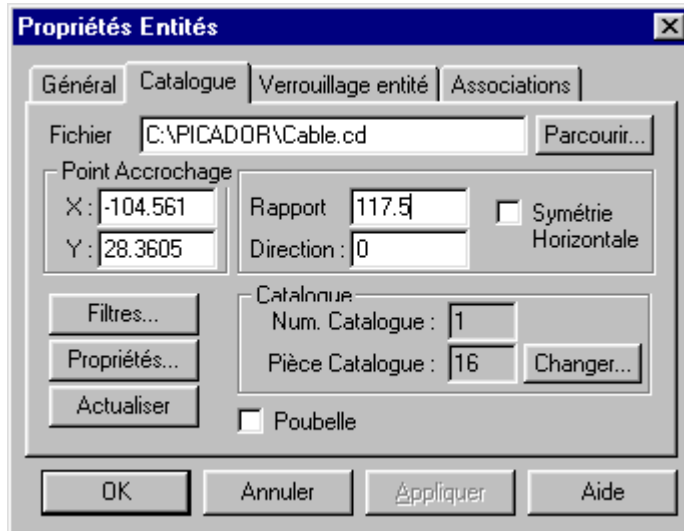 Propriétés Entités
Général Catalogue Verrouillage entité Associations
Fichier C:\PICADOR\Cable.cd Parcourir...
Point Accrochage
X : -104.561 Rapport 117.5 Symétrie
Horizontale
Y : 28.3605 Direction : 0
Filtres... Catalogue
Num. Catalogue : 1
Propriétés... Pièce Catalogue : 16 Changer...
Actualiser Poubelle
OK Annuler Appliquer Aide